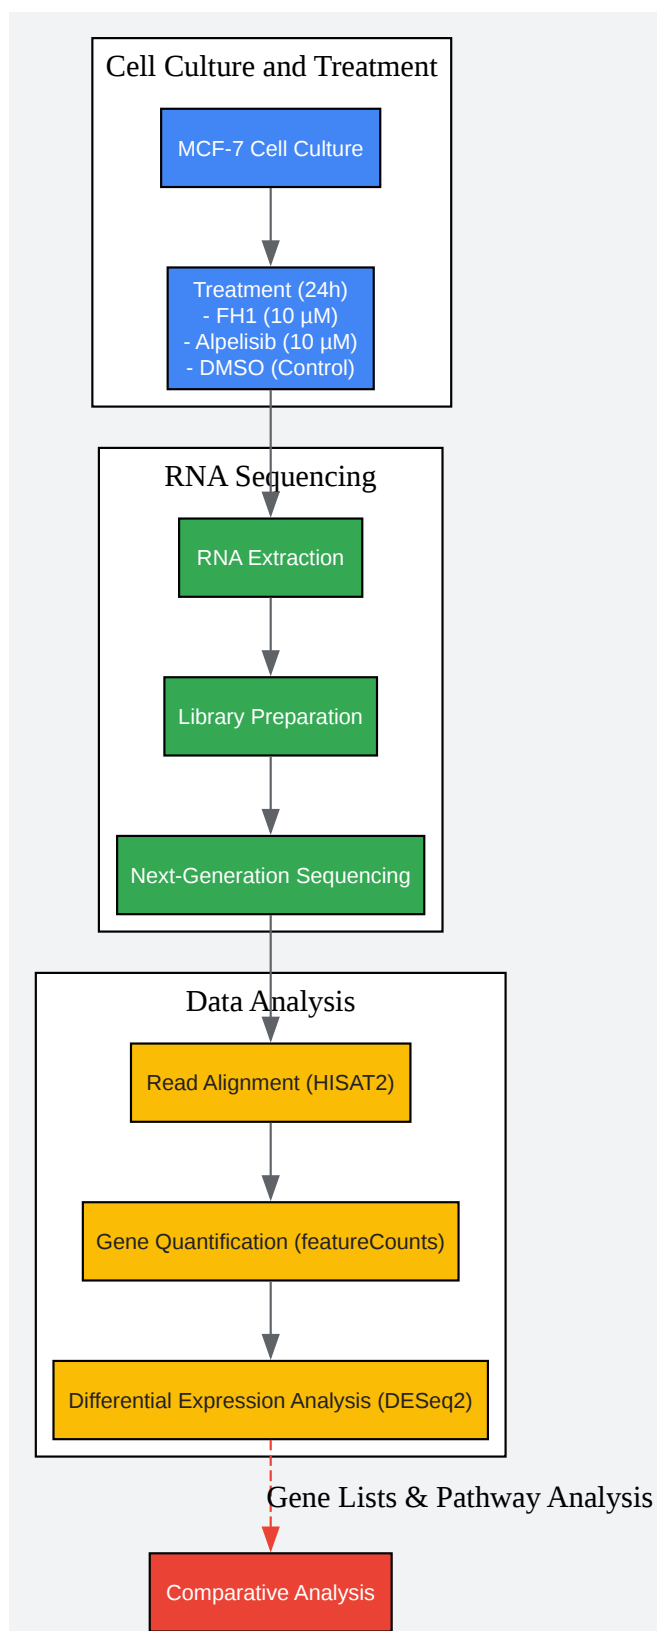 Cell Culture and Treatment
MCF-7 Cell Culture
Treatment (24h)
- FH1 (10 µM)
- Alpelisib (10 µM)
- DMSO (Control)
RNA Sequencing
RNA Extraction
Library Preparation
Next-Generation Sequencing
Data Analysis
Read Alignment (HISAT2)
Gene Quantification (featureCounts)
Differential Expression Analysis (DESeq2)
Gene Lists & Pathway Analysis
Comparative Analysis